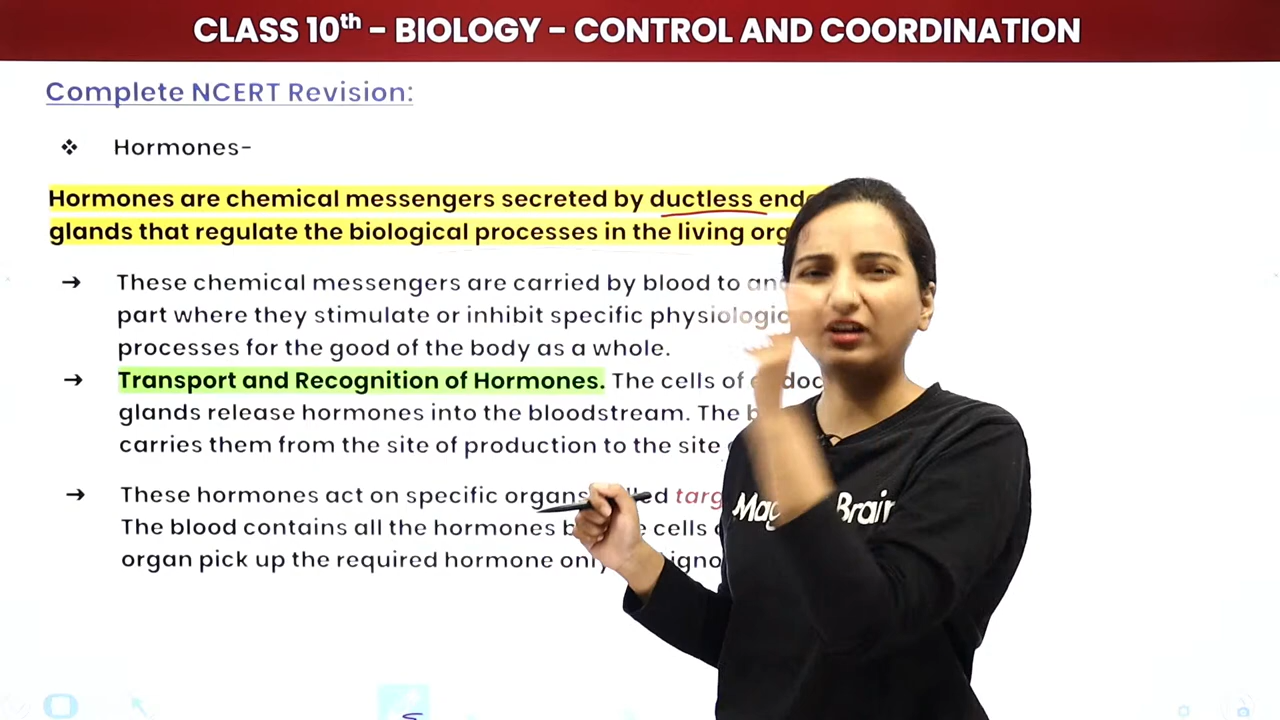 CLASS 10th – BIOLOGY – CONTROL AND COORDINATION
Complete NCERT Revision:
❖ Hormones-
Hormones are chemical messengers secreted by ductless
glands that regulate the biological processes in the living
➔ These chemical messengers are carried by blood to
part where they stimulate or inhibit specific
processes for the good of the body as a whole.
➔ Transport and Recognition of Hormones. The cells of
glands release hormones into the bloodstream. The
carries them from the site of production to the site
➔ These hormones act on specific organs
The blood contains all the hormones cells
organ pick up the required hormone only
Brain